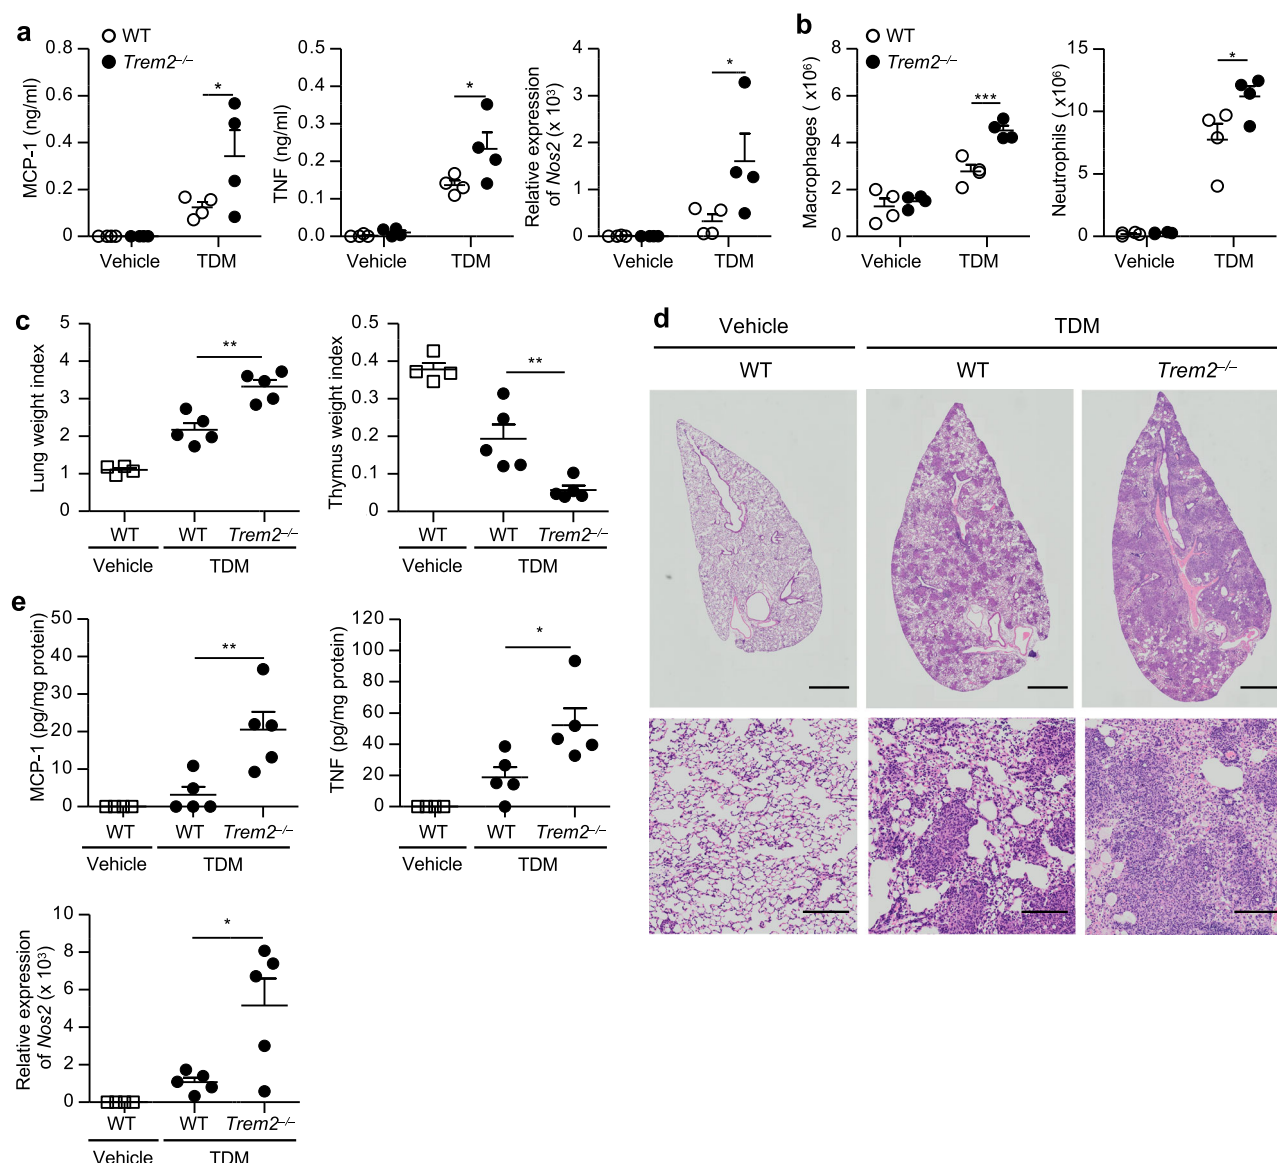 a
WT
Trem2–/–
MCP-1 (ng/ml)
0.8
0.6
0.4
0.2
0
*
Vehicle
TDM
TNF (ng/ml)
0.5
0.4
0.3
0.2
0.1
0.0
*
Vehicle
TDM
Relative expression
of Nos2 (x 10³)
4
3
2
1
0
*
Vehicle
TDM
b
WT
Trem2–/–
Macrophages ( x10⁶)
8
6
4
2
0
***
Vehicle
TDM
Neutrophils ( x10⁶)
15
10
5
0
*
Vehicle
TDM
c
Lung weight index
5
4
3
2
1
0
**
WT
WT
Trem2–/–
Vehicle
TDM
Thymus weight index
0.5
0.4
0.3
0.2
0.1
0
**
WT
WT
Trem2–/–
Vehicle
TDM
d
Vehicle
TDM
WT
WT
Trem2–/–
e
MCP-1 (pg/mg protein)
50
40
30
20
10
0
**
WT
WT
Trem2–/–
Vehicle
TDM
TNF (pg/mg protein)
120
100
80
60
40
20
0
*
WT
WT
Trem2–/–
Vehicle
TDM
Relative expression
of Nos2 (x 10³)
10
8
6
4
2
0
*
WT
WT
Trem2–/–
Vehicle
TDM